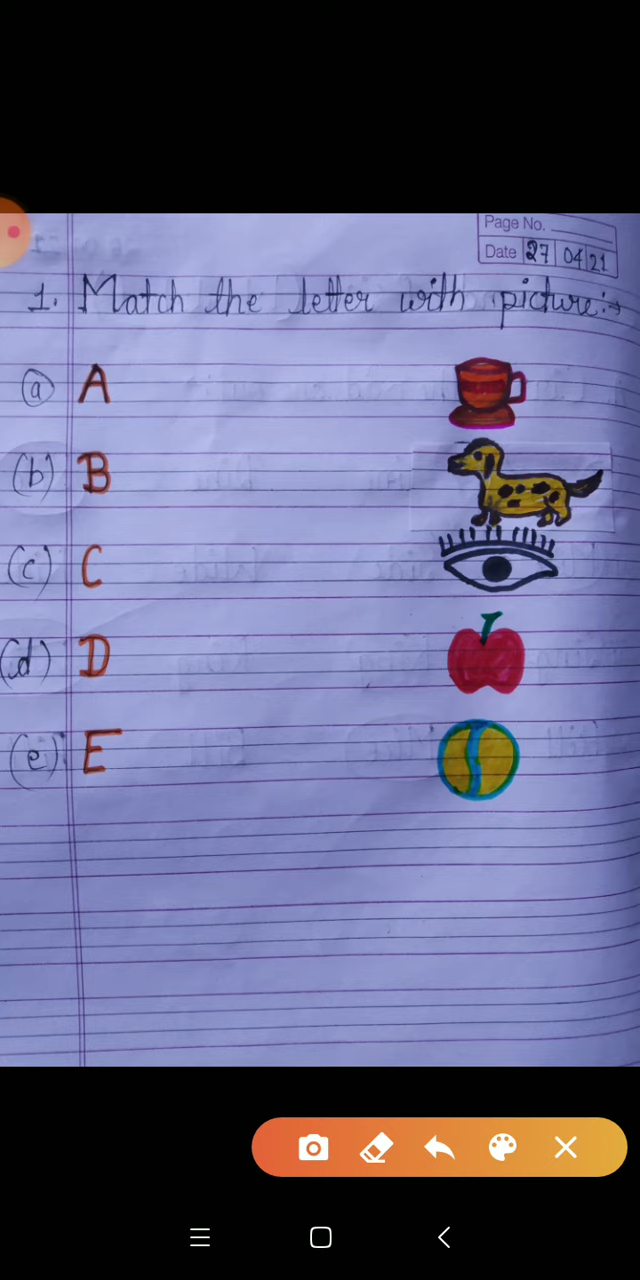 Page No.
Date 27 04 21
1. Match the letter with picture:→
(a) A
(b) B
(c) C
(d) D
(e) E